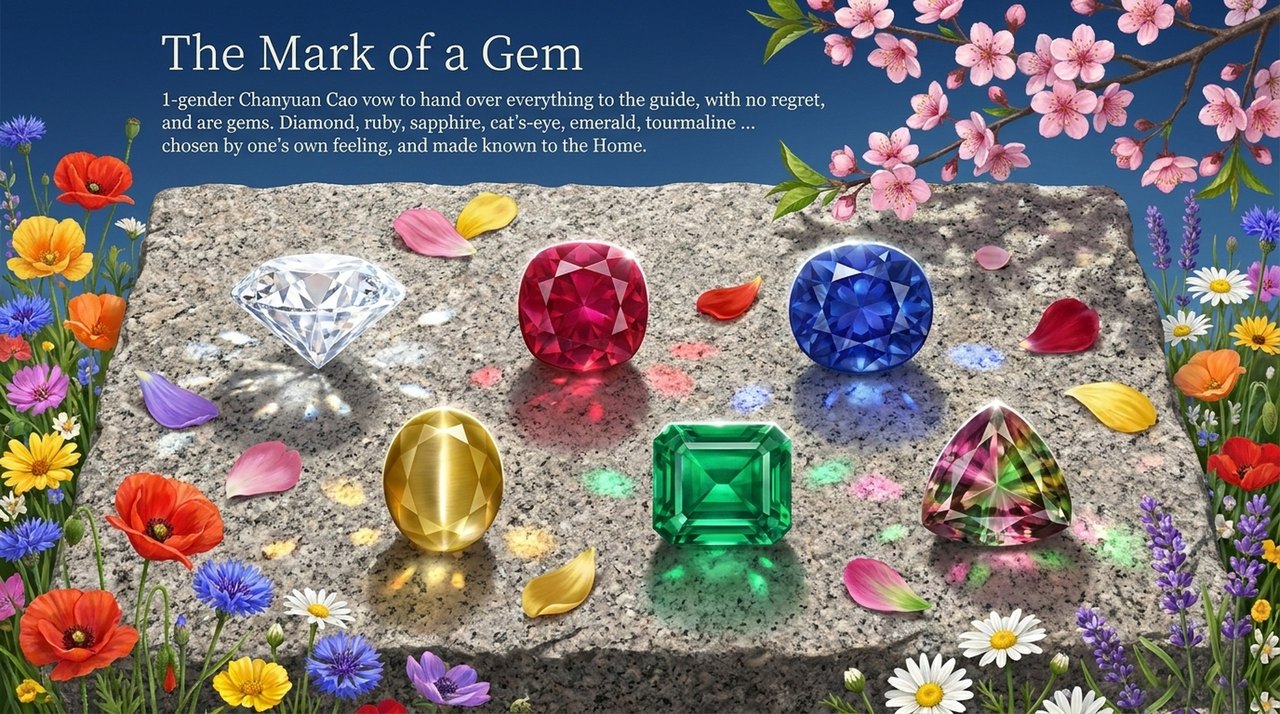 The Mark of a Gem
1-gender Chanyuan Cao vow to hand over everything to the guide, with no regret,
and are gems. Diamond, ruby, sapphire, cat’s-eye, emerald, tourmaline ...
chosen by one’s own feeling, and made known to the Home.